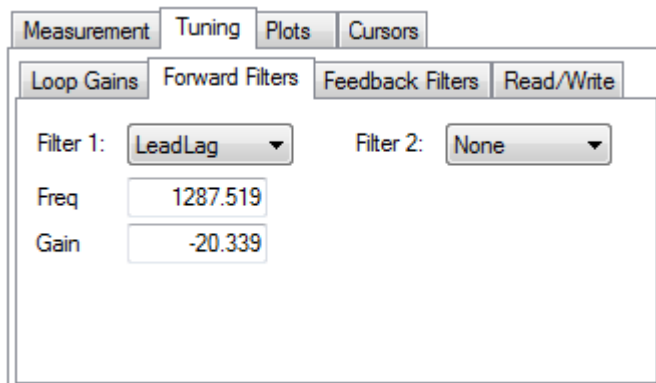 Measurement Tuning Plots Cursors
Loop Gains Forward Filters Feedback Filters Read/Write
Filter 1: LeadLag Filter 2: None
Freq 1287.519
Gain -20.339